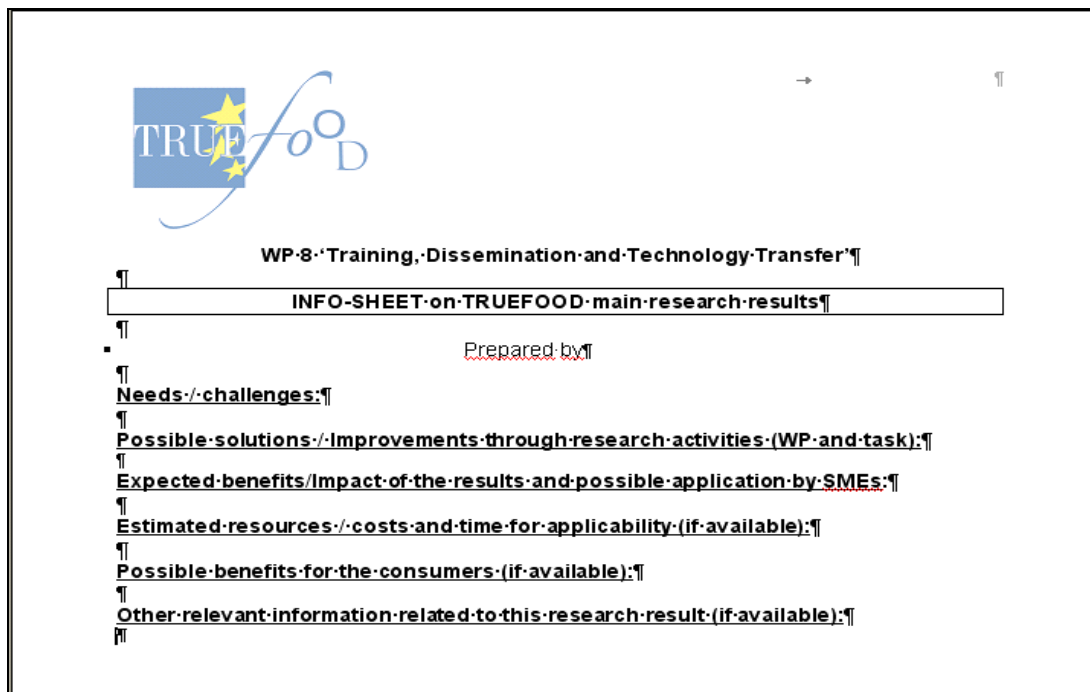 TRUEfooD
WP 8 ‘Training, Dissemination and Technology Transfer’
INFO-SHEET on TRUEFOOD main research results
Prepared by
Needs / challenges:
Possible solutions / Improvements through research activities (WP and task):
Expected benefits/Impact of the results and possible application by SMEs:
Estimated resources / costs and time for applicability (if available):
Possible benefits for the consumers (if available):
Other relevant information related to this research result (if available):